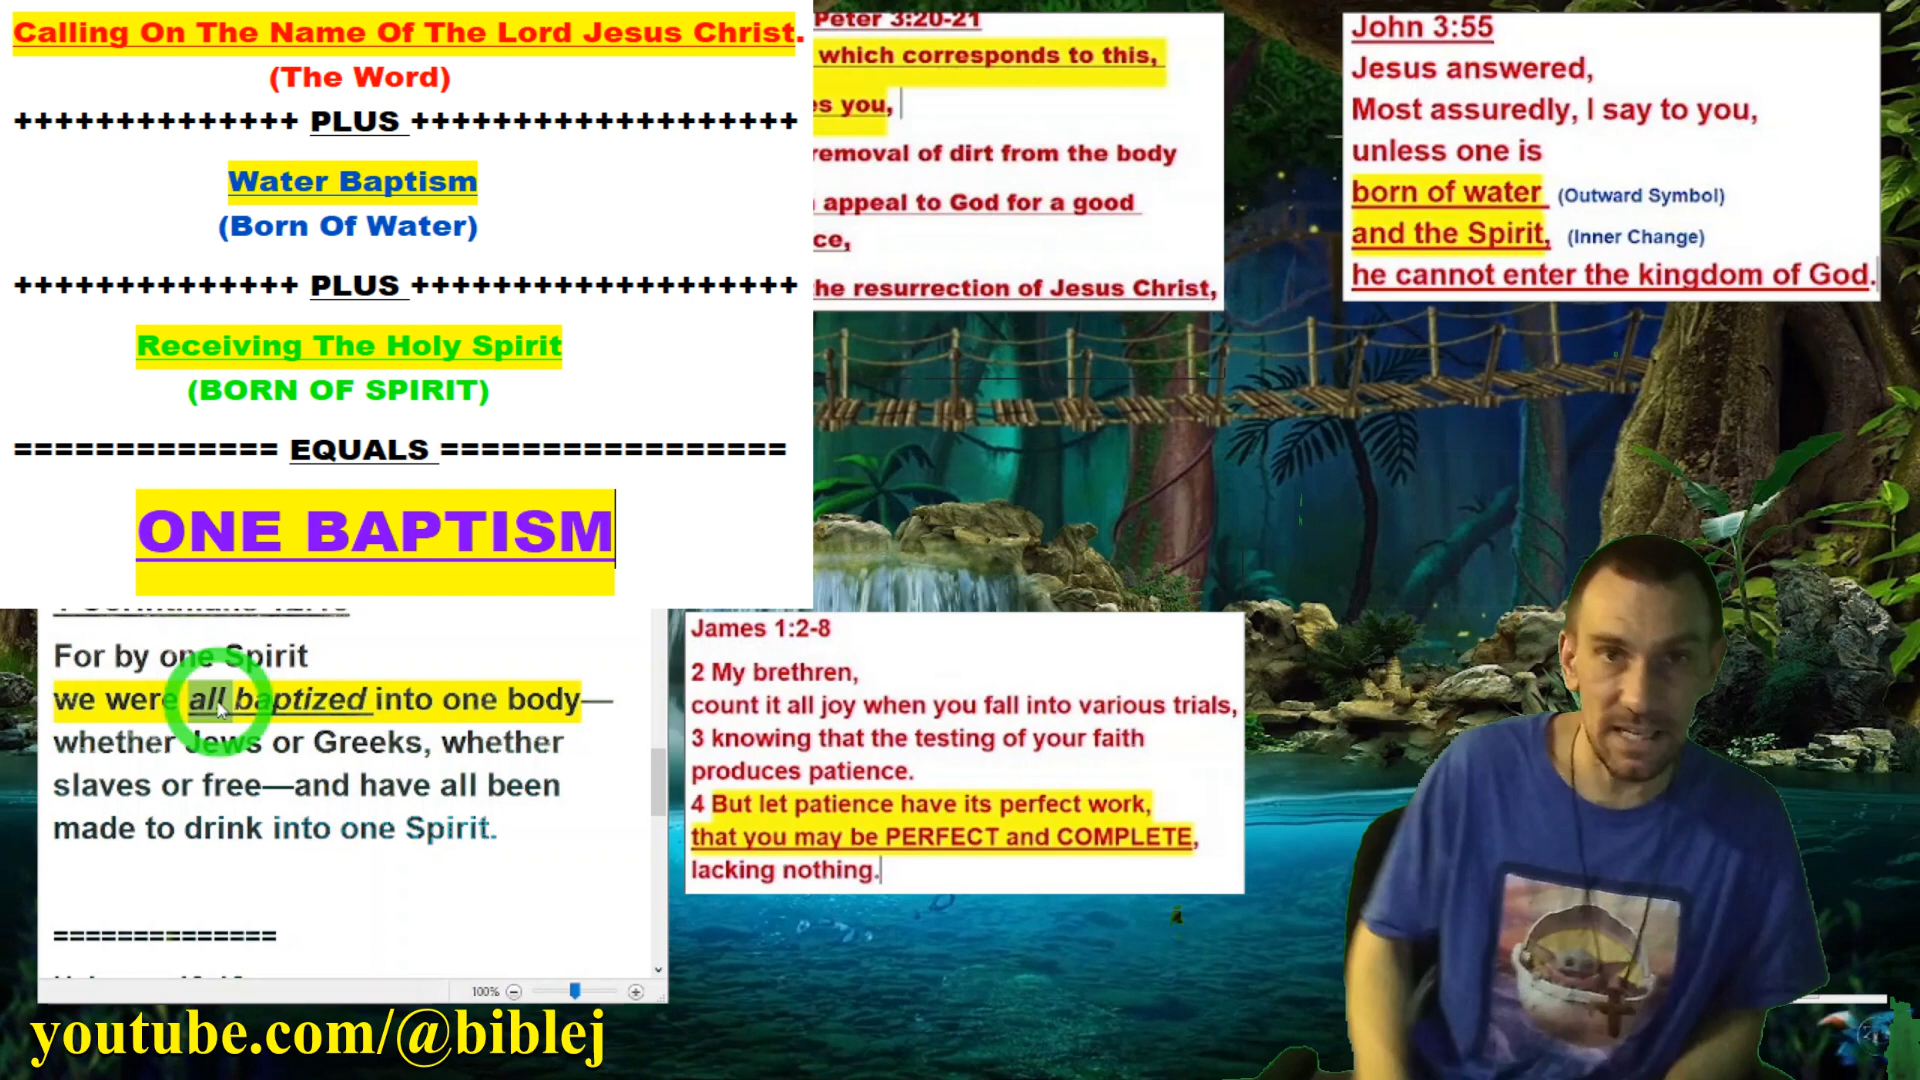 Calling On The Name Of The Lord Jesus Christ.
(The Word)
++++++++++++++ PLUS +++++++++++++++++++
Water Baptism
(Born Of Water)
++++++++++++++ PLUS +++++++++++++++++++
Receiving The Holy Spirit
(BORN OF SPIRIT)
============= EQUALS =================
ONE BAPTISM
Peter 3:20-21
which corresponds to this,
es you,
removal of dirt from the body
appeal to God for a good
ce,
he resurrection of Jesus Christ,
John 3:55
Jesus answered,
Most assuredly, I say to you,
unless one is
born of water (Outward Symbol)
and the Spirit, (Inner Change)
he cannot enter the kingdom of God.
For by one Spirit
we were all baptized into one body—
whether Jews or Greeks, whether
slaves or free—and have all been
made to drink into one Spirit.
==============
100%
James 1:2-8
2 My brethren,
count it all joy when you fall into various trials,
3 knowing that the testing of your faith
produces patience.
4 But let patience have its perfect work,
that you may be PERFECT and COMPLETE,
lacking nothing.
youtube.com/@biblej